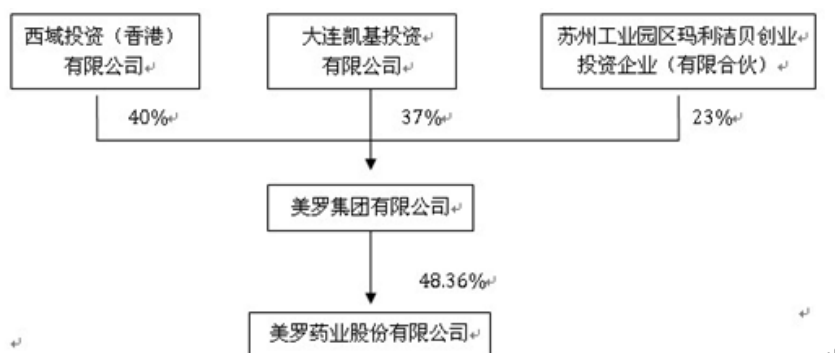 西域投资（香港）
有限公司
大连凯基投资
有限公司
苏州工业园区玛利洁贝创业
投资企业（有限合伙）
40%
37%
23%
美罗集团有限公司
48.36%
美罗药业股份有限公司